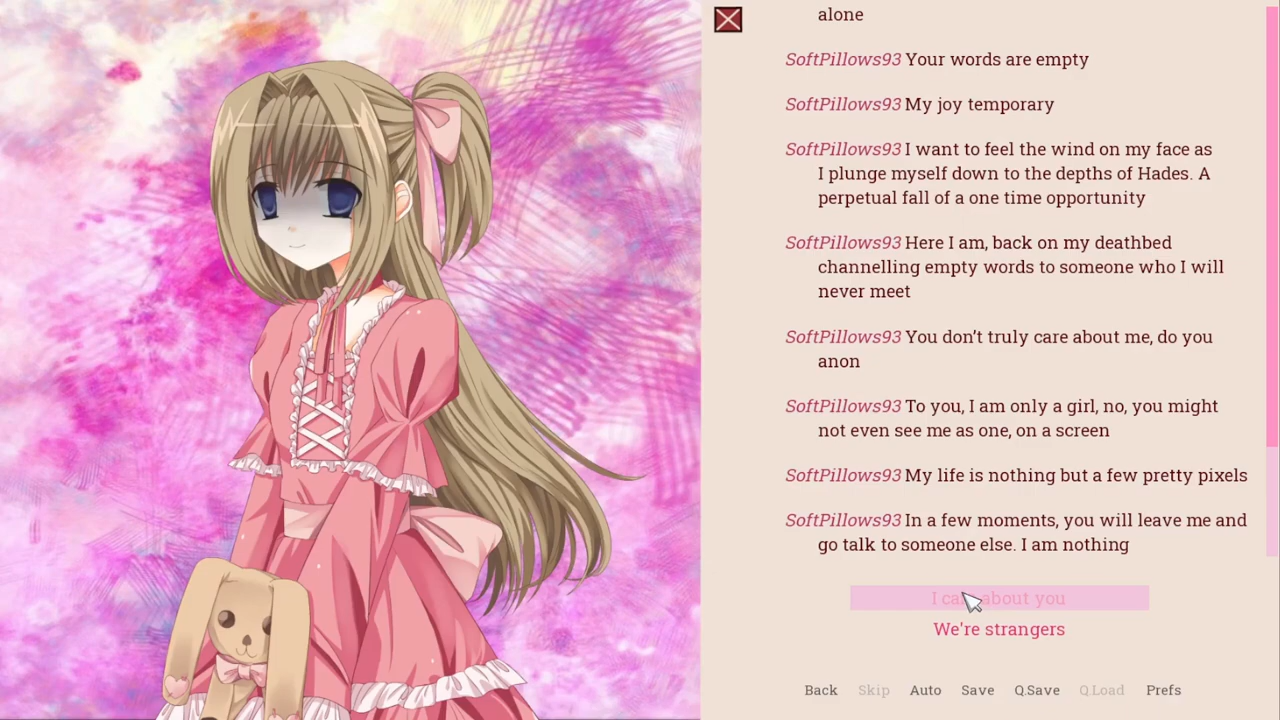 alone
SoftPillows93 Your words are empty
SoftPillows93 My joy temporary
SoftPillows93 I want to feel the wind on my face as
I plunge myself down to the depths of Hades. A
perpetual fall of a one time opportunity
SoftPillows93 Here I am, back on my deathbed
channelling empty words to someone who I will
never meet
SoftPillows93 You don’t truly care about me, do you
anon
SoftPillows93 To you, I am only a girl, no, you might
not even see me as one, on a screen
SoftPillows93 My life is nothing but a few pretty pixels
SoftPillows93 In a few moments, you will leave me and
go talk to someone else. I am nothing
I care about you
We're strangers
Back Skip Auto Save Q.Save Q.Load Prefs